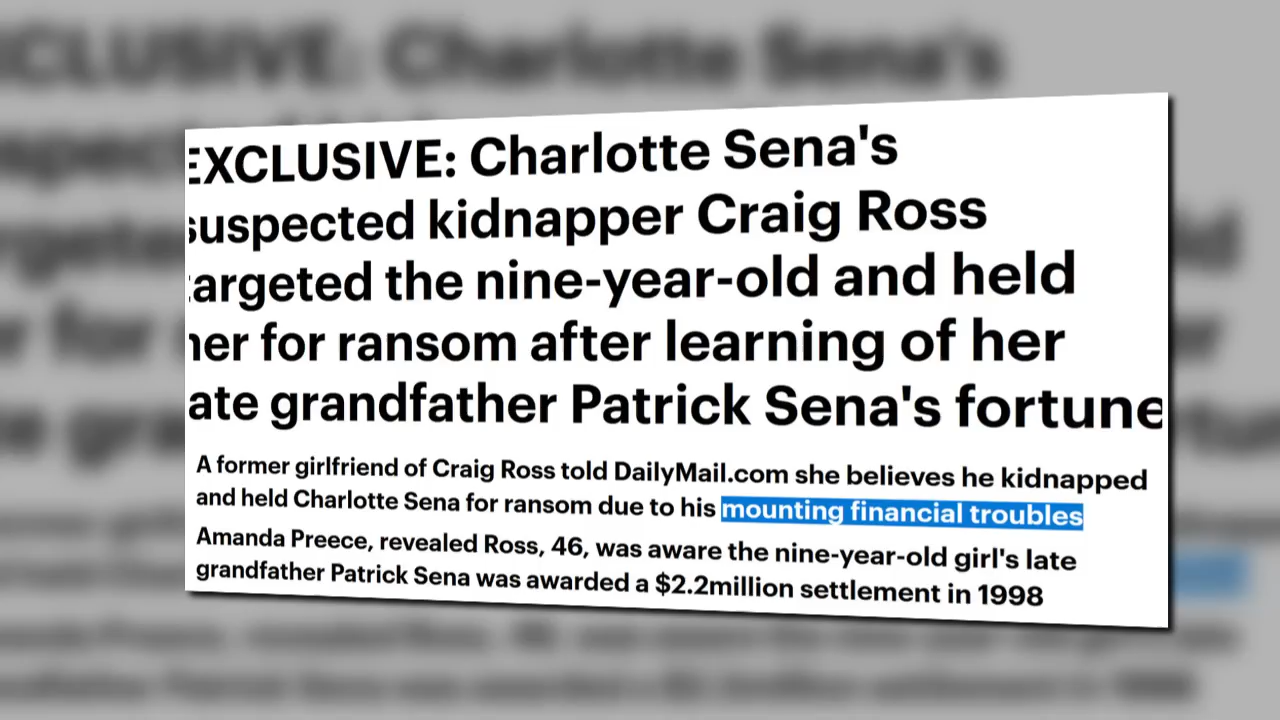 EXCLUSIVE: Charlotte Sena's
suspected kidnapper Craig Ross
targeted the nine-year-old and held
her for ransom after learning of her
late grandfather Patrick Sena's fortune
A former girlfriend of Craig Ross told DailyMail.com she believes he kidnapped
and held Charlotte Sena for ransom due to his mounting financial troubles
Amanda Preece, revealed Ross, 46, was aware the nine-year-old girl's late
grandfather Patrick Sena was awarded a $2.2million settlement in 1998